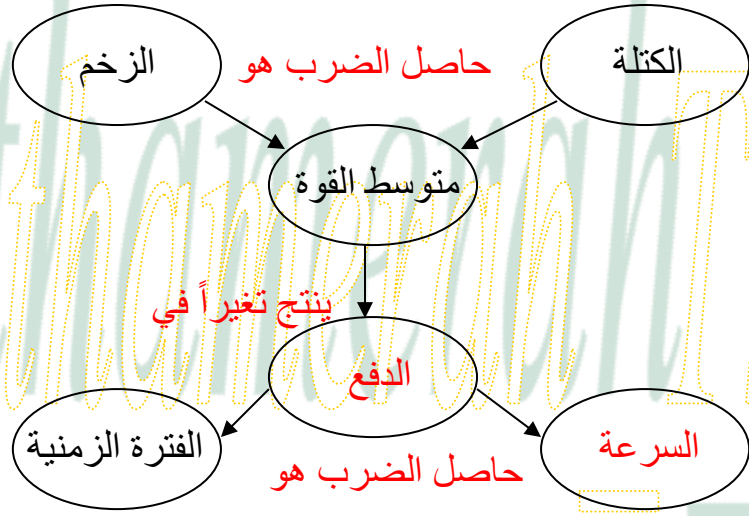 الكتلة
حاصل الضرب هو
الزخم
متوسط القوة
ينتج تغيراً في
الدفع
السرعة
حاصل الضرب هو
الفترة الزمنية